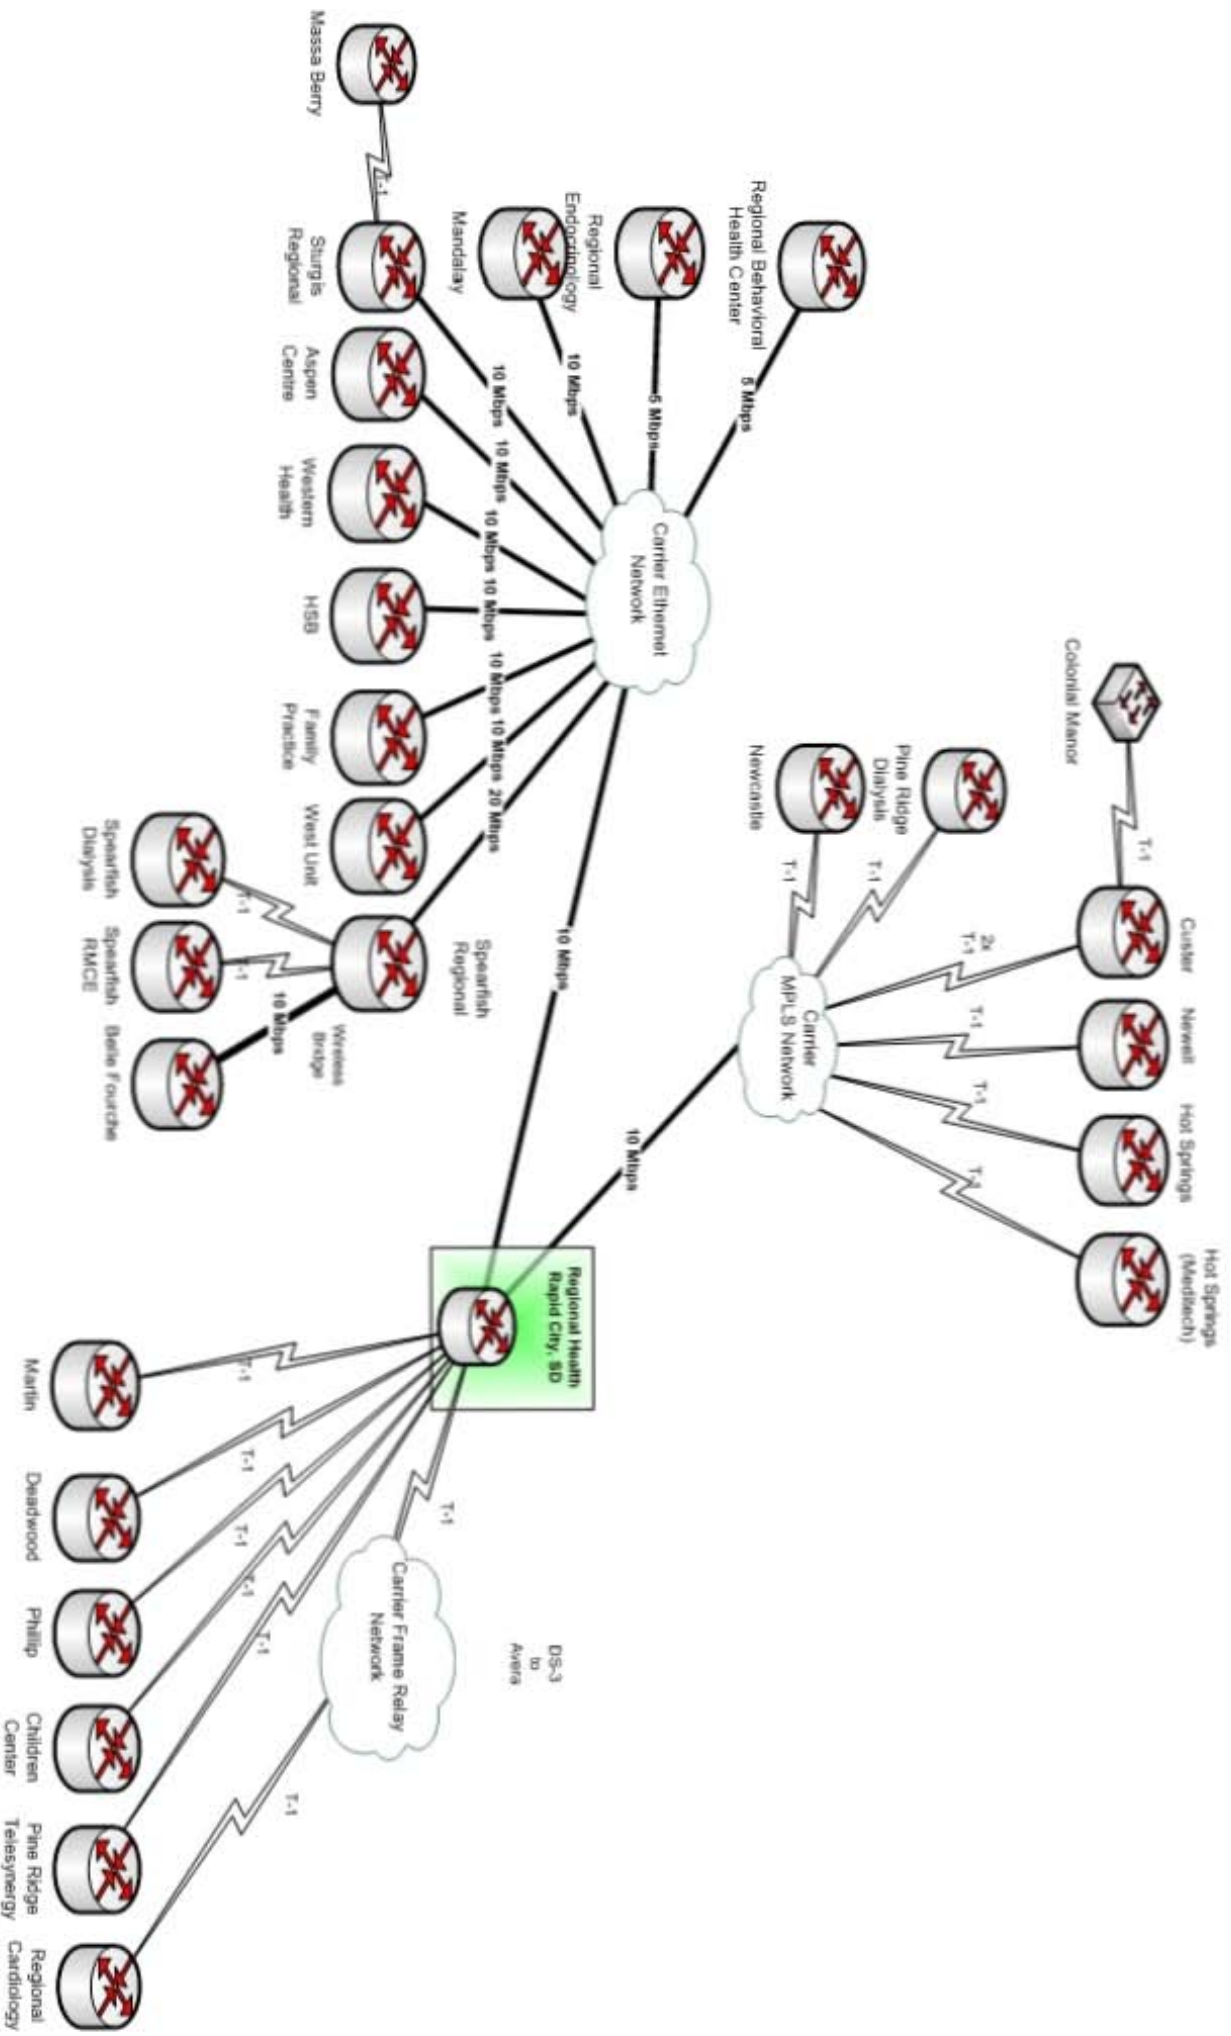 Hot Springs
(Meditech)
Hot Springs
Newell
Custer
Colonial Manor
T-1
2x
T-1
T-1
T-1
T-1
Pine Ridge
Dialysis
Newcastle
T-1
T-1
Carrier
MPLS Network
10 Mbps
Regional Behavioral
Health Center
5 Mbps
Regional
Endocrinology
5 Mbps
Mandalay
10 Mbps
Carrier Ethernet
Network
10 Mbps
Regional Health
Rapid City, SD
DS-3
to
Avera
Massa Berry
T-1
Sturgis
Regional
10 Mbps
Aspen
Centre
10 Mbps
Western
Health
10 Mbps
HSB
10 Mbps
Family
Practice
10 Mbps
West Unit
10 Mbps
20 Mbps
Spearfish
Regional
Wireless
Bridge
10 Mbps
T-1
T-1
Spearfish
Dialysis
Spearfish
RMCE
Belle Fourche
T-1
Carrier Frame Relay
Network
T-1
T-1
T-1
T-1
T-1
T-1
Martin
Deadwood
Phillip
Children
Center
Pine Ridge
Telesynergy
Regional
Cardiology